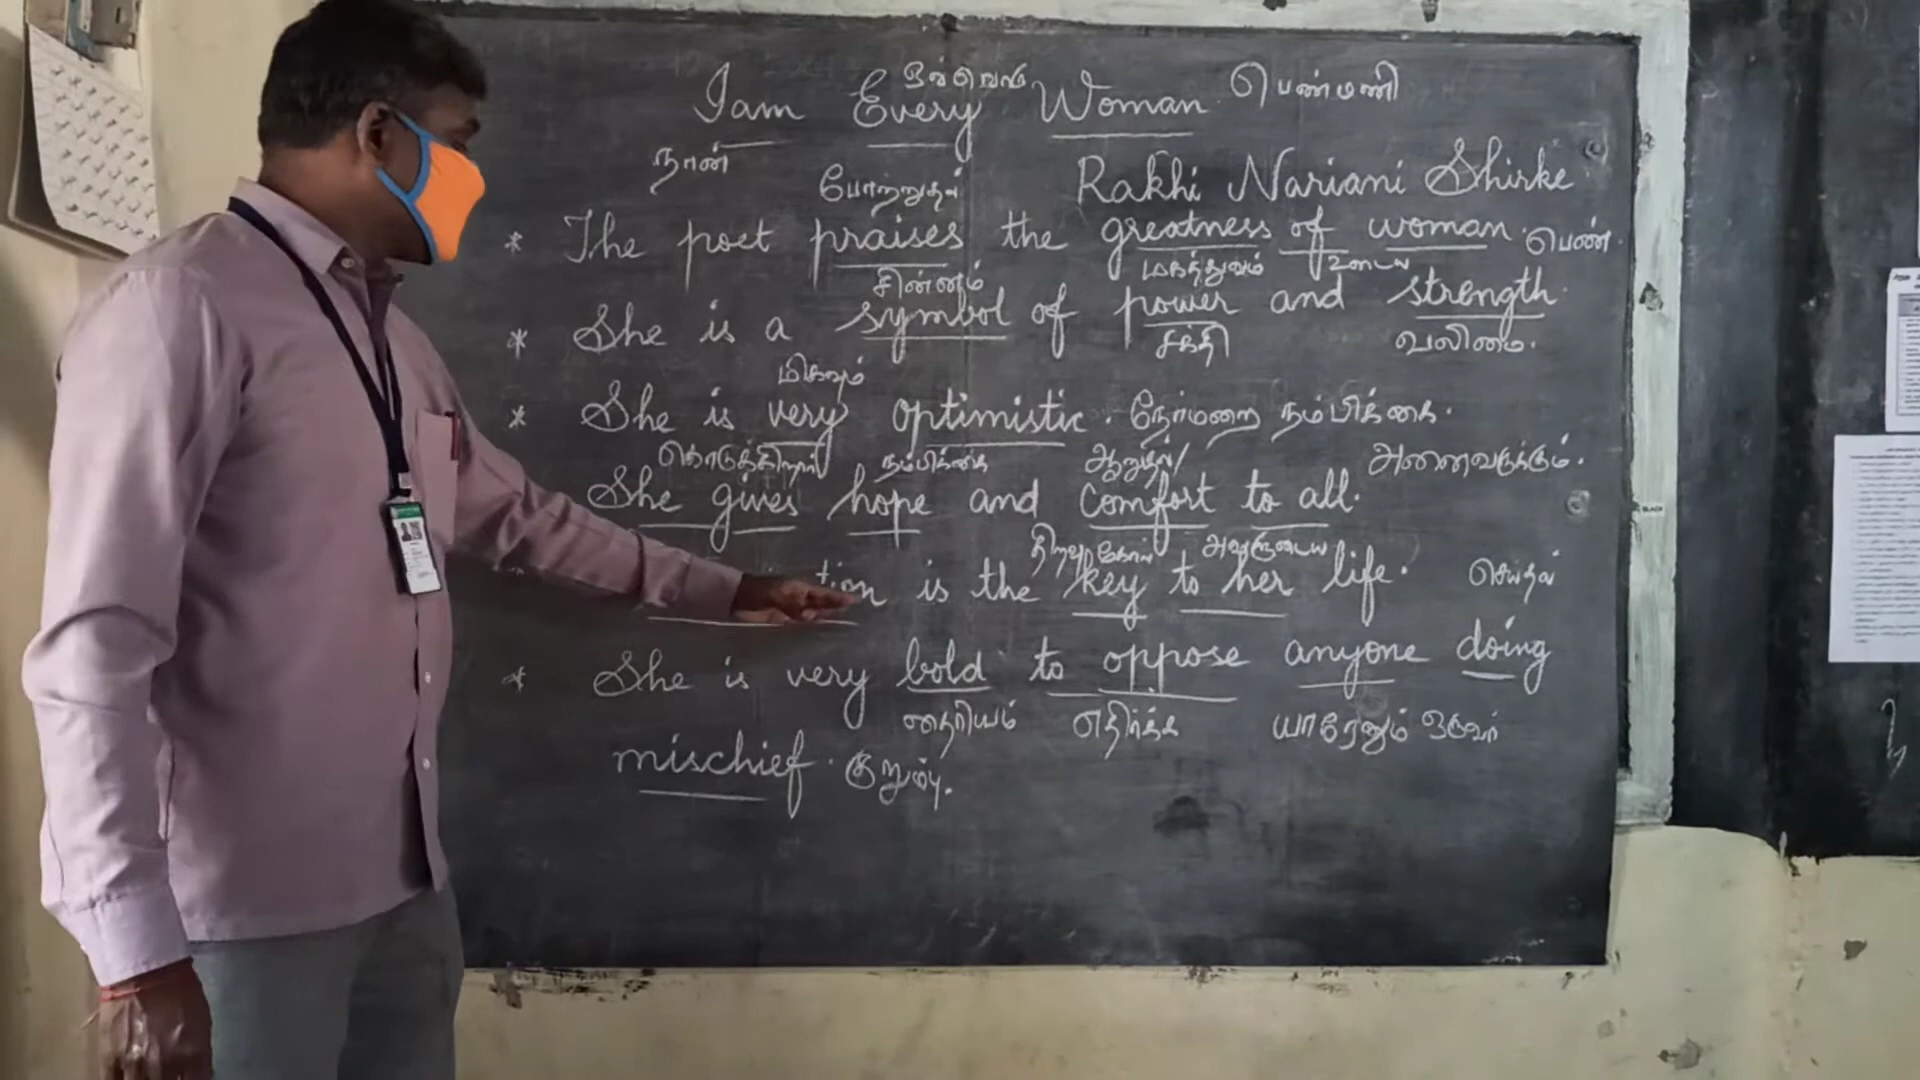 ஒவ்வொரு பெண்மணி
I am Every Woman
நான்
Rakhi Nariani Shirke
போற்றுதல்
* The poet praises the greatness of woman. பெண்.
சின்னம் மகத்துவம் உடைய
* She is a symbol of power and strength.
சக்தி வலிமை.
மிகவும்
* She is very optimistic. நேர்மறை நம்பிக்கை.
கொடுக்கிறாள் நம்பிக்கை ஆறுதல் அனைவருக்கும்.
She gives hope and comfort to all.
திறவுகோல் அவளுடைய
tion is the key to her life. செய்தல்
* She is very bold to oppose anyone doing
தைரியம் எதிர்க்க யாரேனும் ஒருவர்
mischief. குறும்பு.